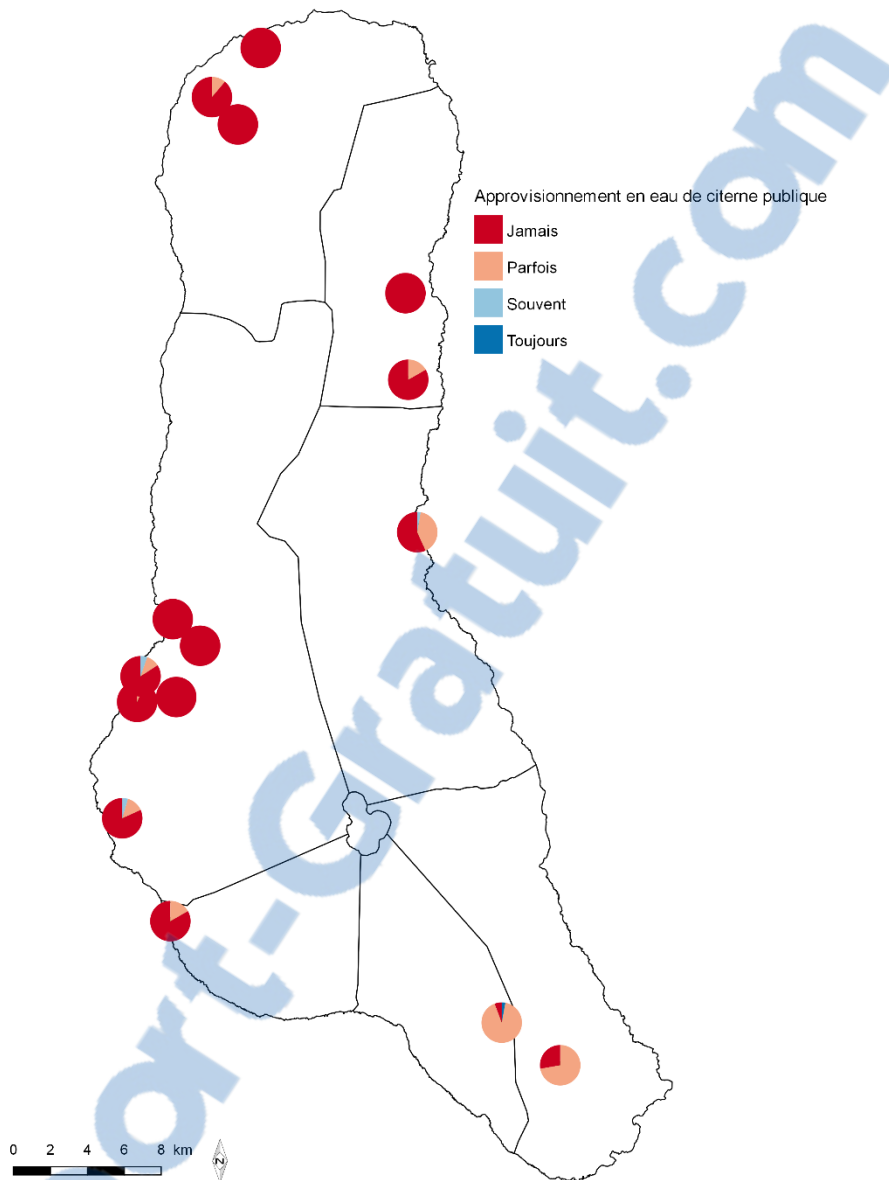 Approvisionnement en eau de citerne publique
Jamais
Parfois
Souvent
Toujours
0 2 4 6 8 km
N
ort-Gratuit.com